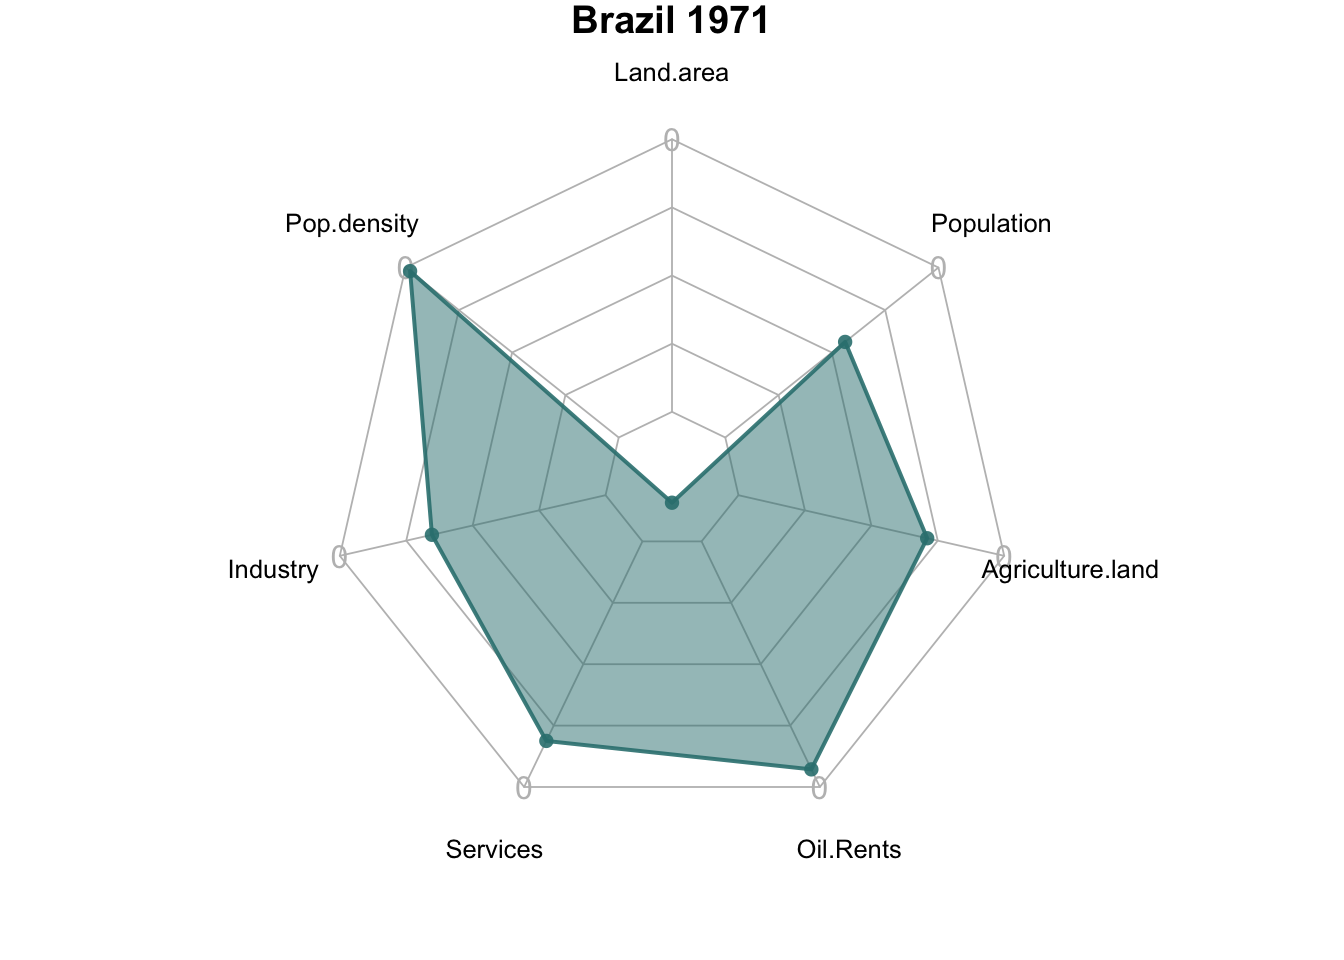 Brazil 1971
Land.area
0
Pop.density
Population
0
0
Industry
0
0
Agriculture.land
0
0
Services
Oil.Rents